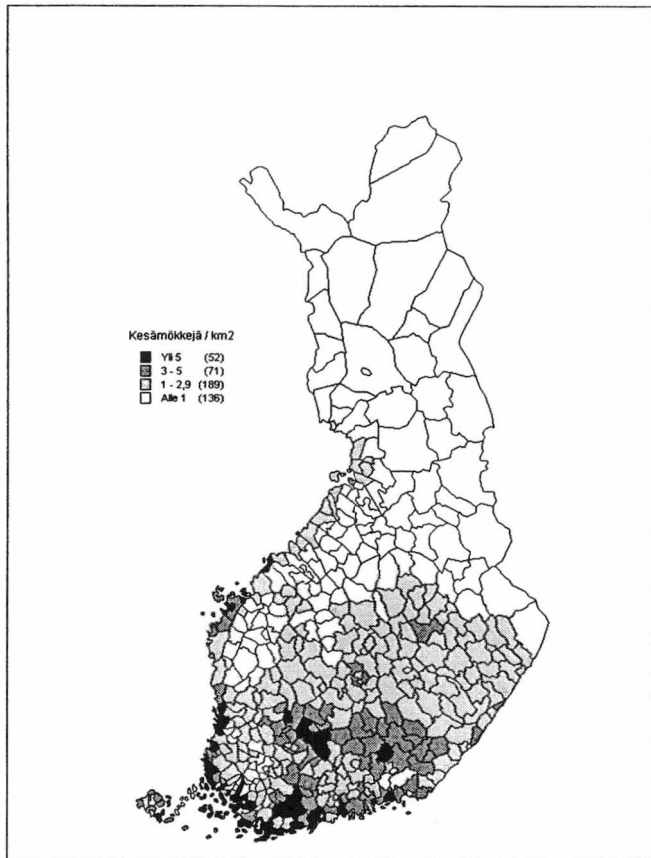 Kesämökkejä / km2
Yli 5 (52)
3 - 5 (71)
1 - 2,9 (189)
Alle 1 (136)